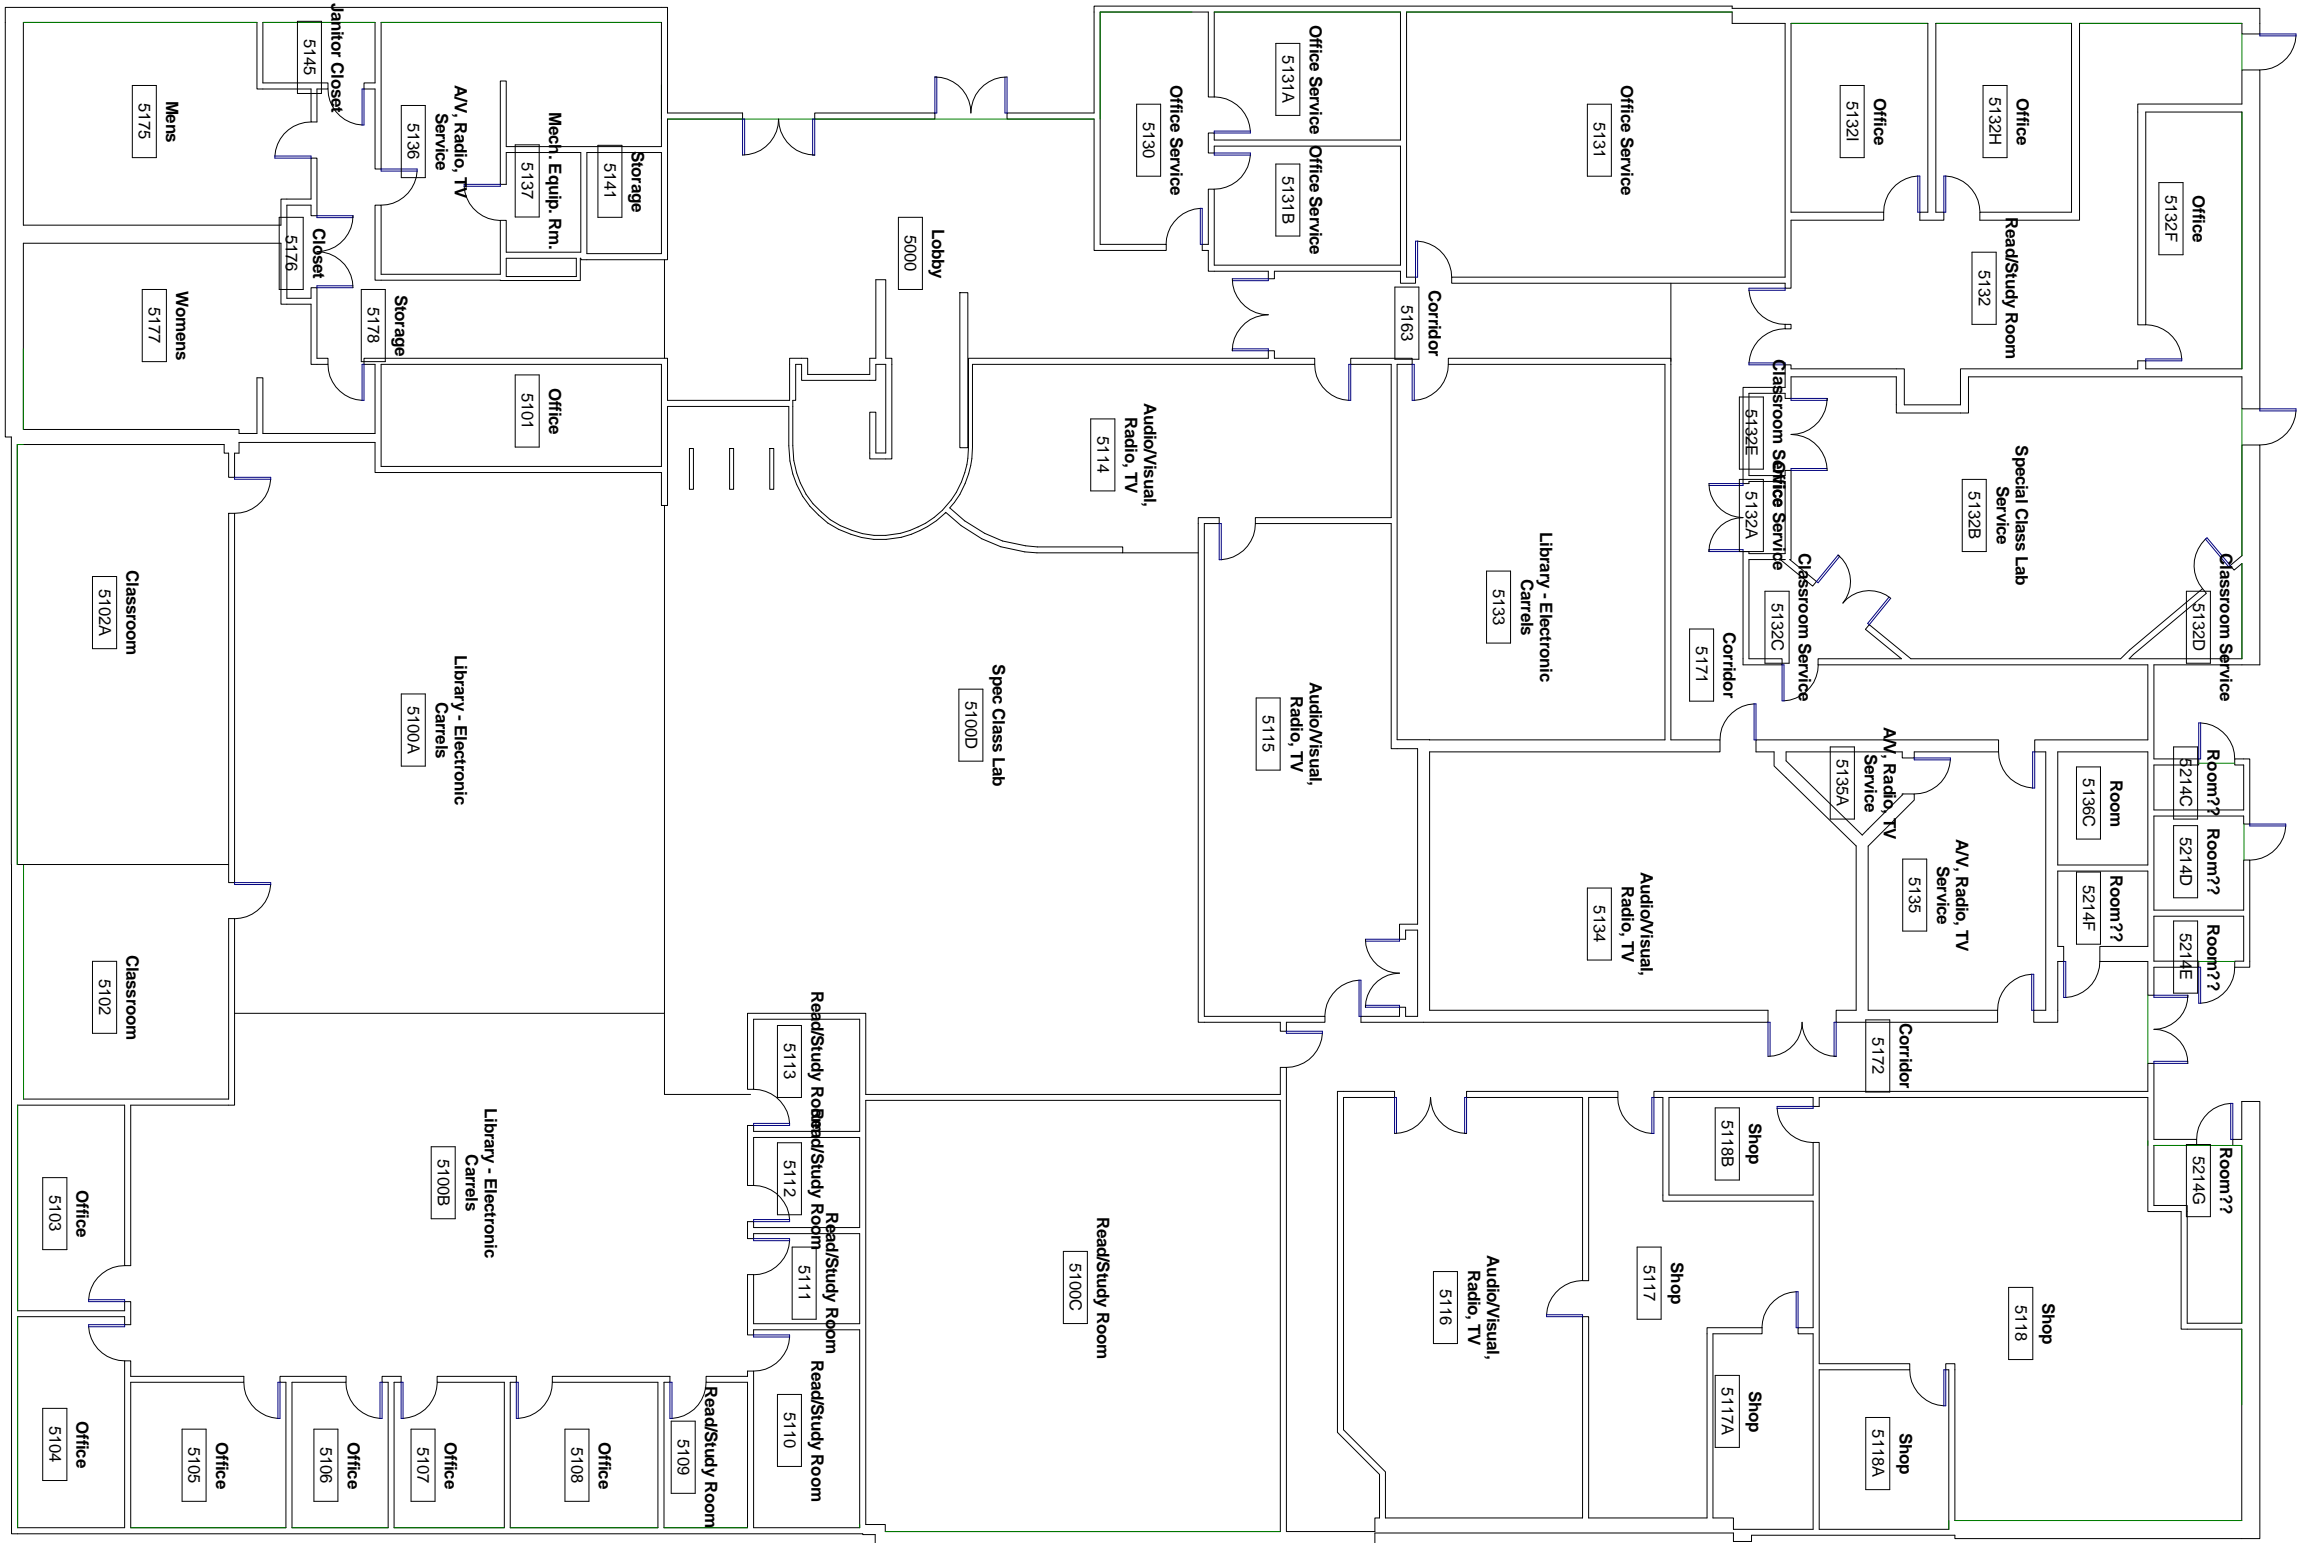 Janitor Closet
5145
Mens
5175
A/V, Radio, TV
Service
5136
Mech. Equip. Rm.
5137
Storage
5141
Closet
5176
Womens
5177
Storage
5178
Office
5101
Lobby
5000
Office Service
5130
Office Service
5131A
Office Service
5131B
Office Service
5131
Corridor
5163
Office
5132I
Office
5132H
Office
5132F
Read/Study Room
5132
Classroom Service
5132E
Office Service
5132A
Special Class Lab
Service
5132B
Classroom Service
5132C
Classroom Service
5132D
Audio/Visual,
Radio, TV
5114
Library - Electronic
Carrels
5133
Corridor
5171
Classroom
5102A
Library - Electronic
Carrels
5100A
Spec Class Lab
5100D
Audio/Visual,
Radio, TV
5115
A/V, Radio, TV
Service
5135A
A/V, Radio, TV
Service
5135
Audio/Visual,
Radio, TV
5134
Room
5136C
Room??
5214C
Room??
5214D
Room??
5214E
Room??
5214F
Classroom
5102
Corridor
5172
Read/Study Room
5113
Read/Study Room
5112
Read/Study Room
5111
Read/Study Room
5110
Read/Study Room
5109
Library - Electronic
Carrels
5100B
Read/Study Room
5100C
Office
5103
Office
5104
Office
5105
Office
5106
Office
5107
Office
5108
Audio/Visual,
Radio, TV
5116
Shop
5117
Shop
5117A
Shop
5118B
Shop
5118
Shop
5118A
Room??
5214G